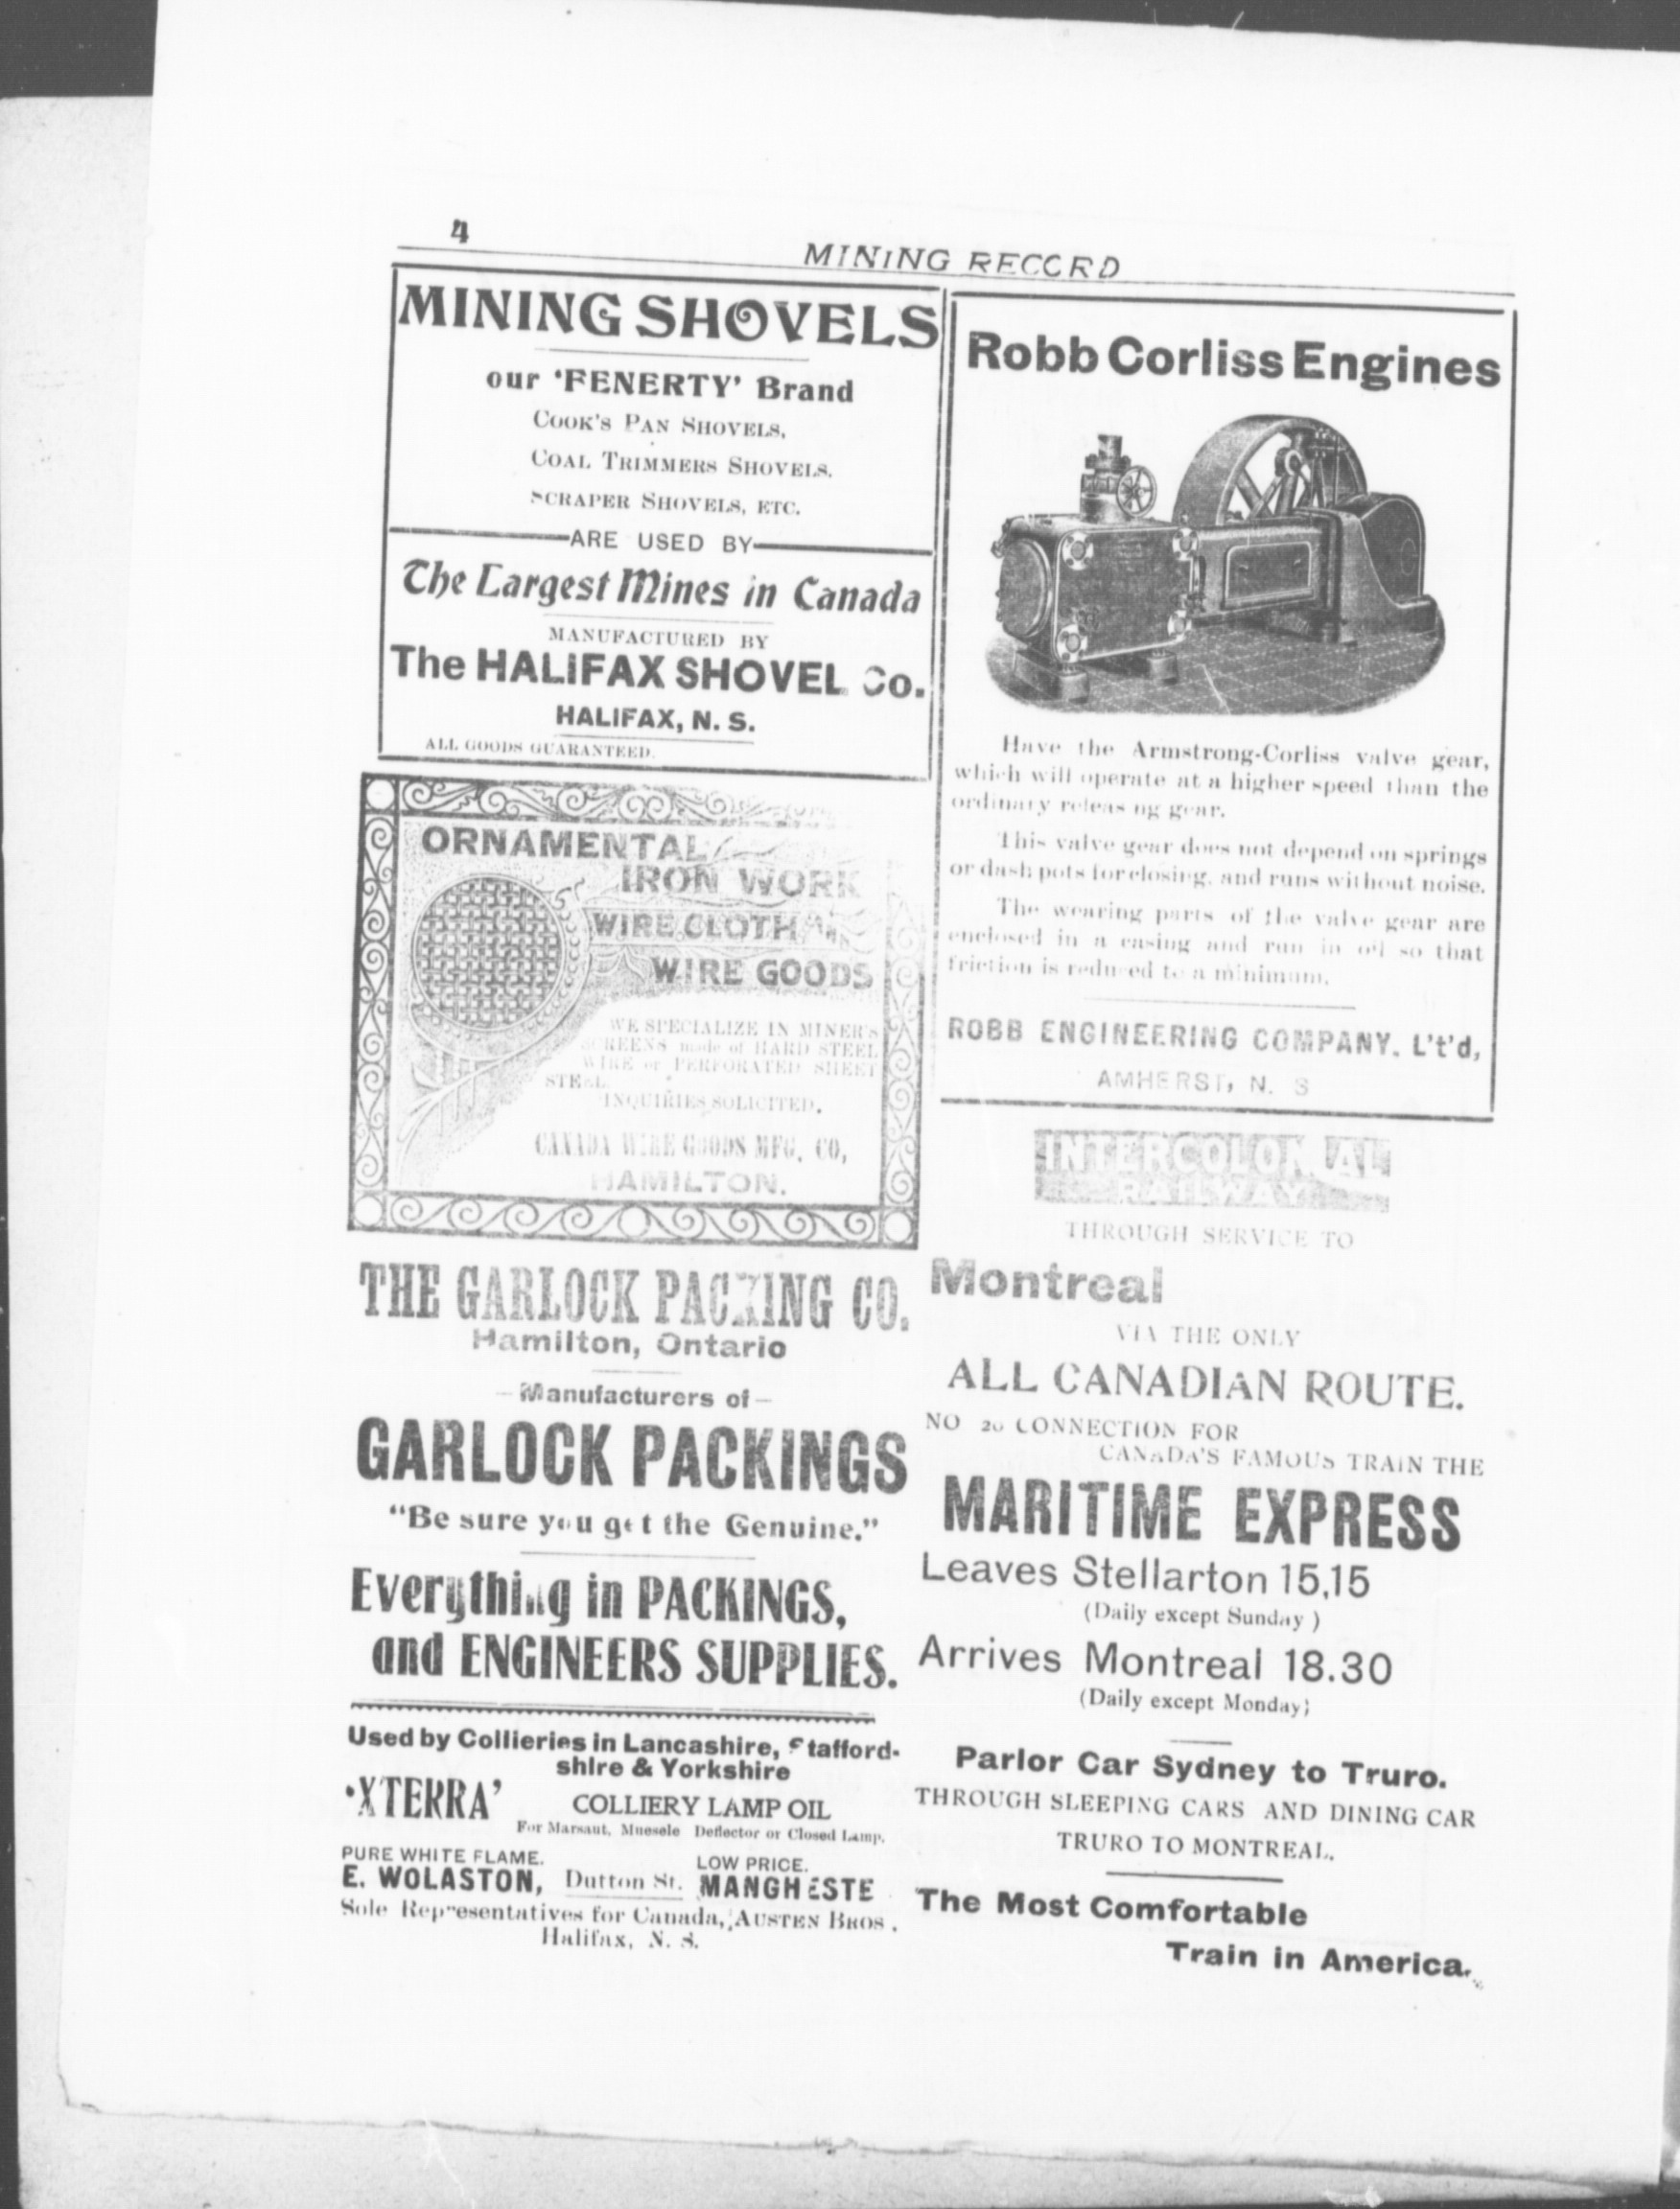 4
MINING RECORD
MINING SHOVELS
our 'FENERTY' Brand
COOK'S PAN SHOVELS,
COAL TRIMMERS SHOVELS,
SCRAPER SHOVELS, ETC.
ARE USED BY
The Largest Mines in Canada
MANUFACTURED BY
The HALIFAX SHOVEL Co.
HALIFAX, N. S.
ALL GOODS GUARANTEED.
ORNAMENTAL
IRON WORK
WIRE CLOTH
WIRE GOODS
WE SPECIALIZE IN MINER'S
SCREENS made of HARD STEEL
WIRE or PERFORATED SHEET
STEEL
INQUIRIES SOLICITED.
CANADA WIRE GOODS MFG. CO,
HAMILTON.
THE GARLOCK PACKING CO.
Hamilton, Ontario
—Manufacturers of—
GARLOCK PACKINGS
"Be sure you get the Genuine."
Everything in PACKINGS,
and ENGINEERS SUPPLIES.
Used by Collieries in Lancashire, Stafford-
shire & Yorkshire
'XTERRA'
COLLIERY LAMP OIL
For Marsaut, Muesele Deflector or Closed Lamp.
PURE WHITE FLAME. LOW PRICE.
E. WOLASTON, Dutton St. MANGHESTE
Sole Representatives for Canada, AUSTEN BROS.
Halifax, N. S.
Robb Corliss Engines
Have the Armstrong-Corliss valve gear,
which will operate at a higher speed than the
ordinary releasing gear.
This valve gear does not depend on springs
or dash pots for closing, and runs without noise.
The wearing parts of the valve gear are
enclosed in a casing and run in oil so that
friction is reduced to a minimum.
ROBB ENGINEERING COMPANY, L't'd,
AMHERST, N. S
INTERCOLONIAL
RAILWAY
THROUGH SERVICE TO
Montreal
VIA THE ONLY
ALL CANADIAN ROUTE.
NO 20 CONNECTION FOR
CANADA'S FAMOUS TRAIN THE
MARITIME EXPRESS
Leaves Stellarton 15,15
(Daily except Sunday )
Arrives Montreal 18.30
(Daily except Monday)
Parlor Car Sydney to Truro.
THROUGH SLEEPING CARS AND DINING CAR
TRURO TO MONTREAL.
The Most Comfortable
Train in America.